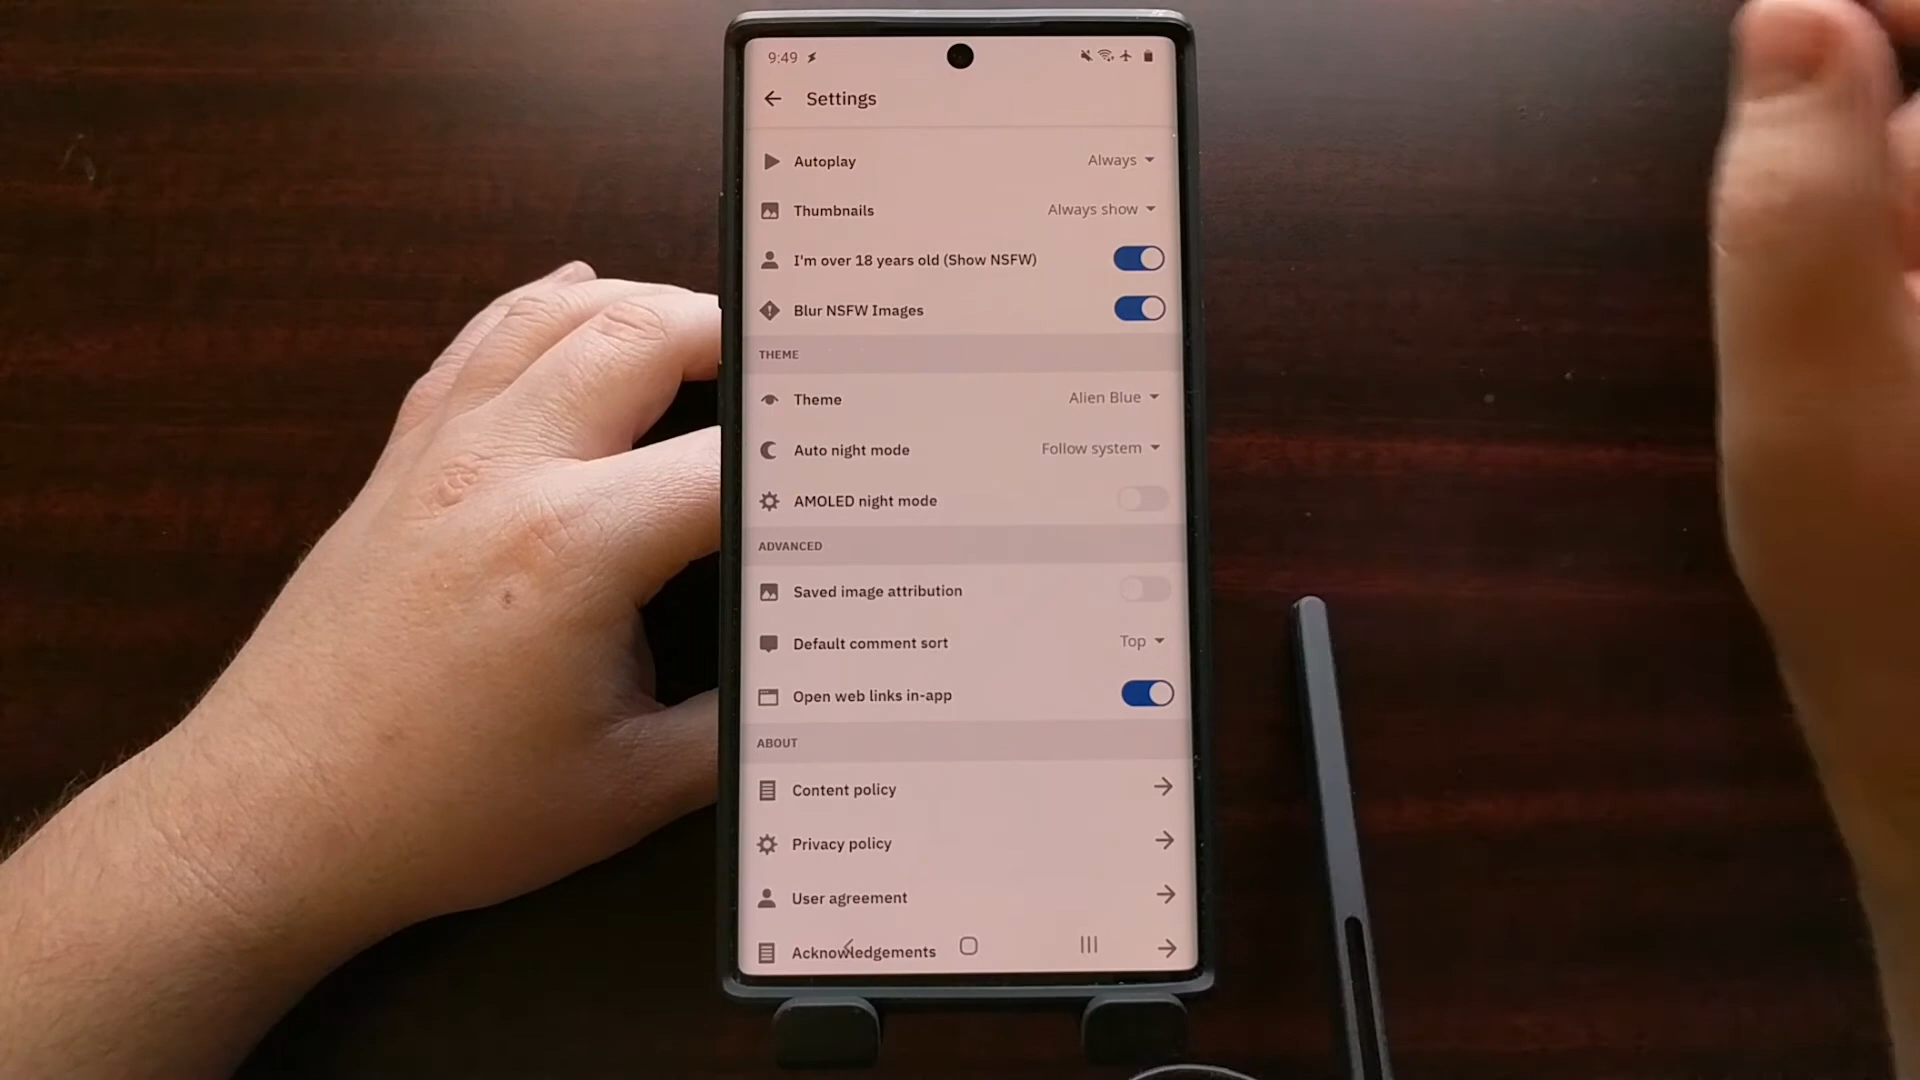 9:49
Settings
Autoplay Always
Thumbnails Always show
I'm over 18 years old (Show NSFW)
Blur NSFW Images
THEME
Theme Alien Blue
Auto night mode Follow system
AMOLED night mode
ADVANCED
Saved image attribution
Default comment sort Top
Open web links in-app
ABOUT
Content policy
Privacy policy
User agreement
Acknowledgements